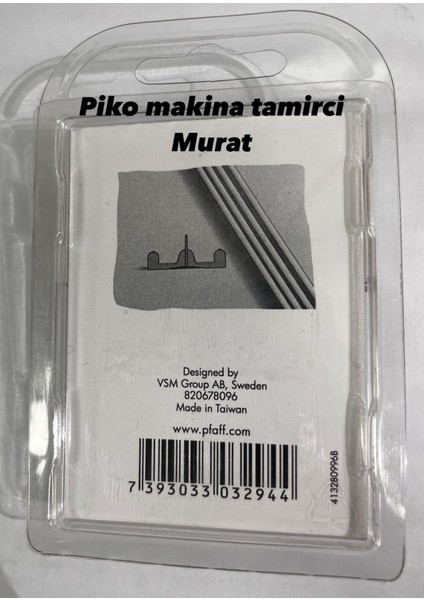 Piko makina tamirci
Murat
Designed by
VSM Group AB, Sweden
820678096
Made in Taiwan
www.pfaff.com
7 393033 032944
413280996B